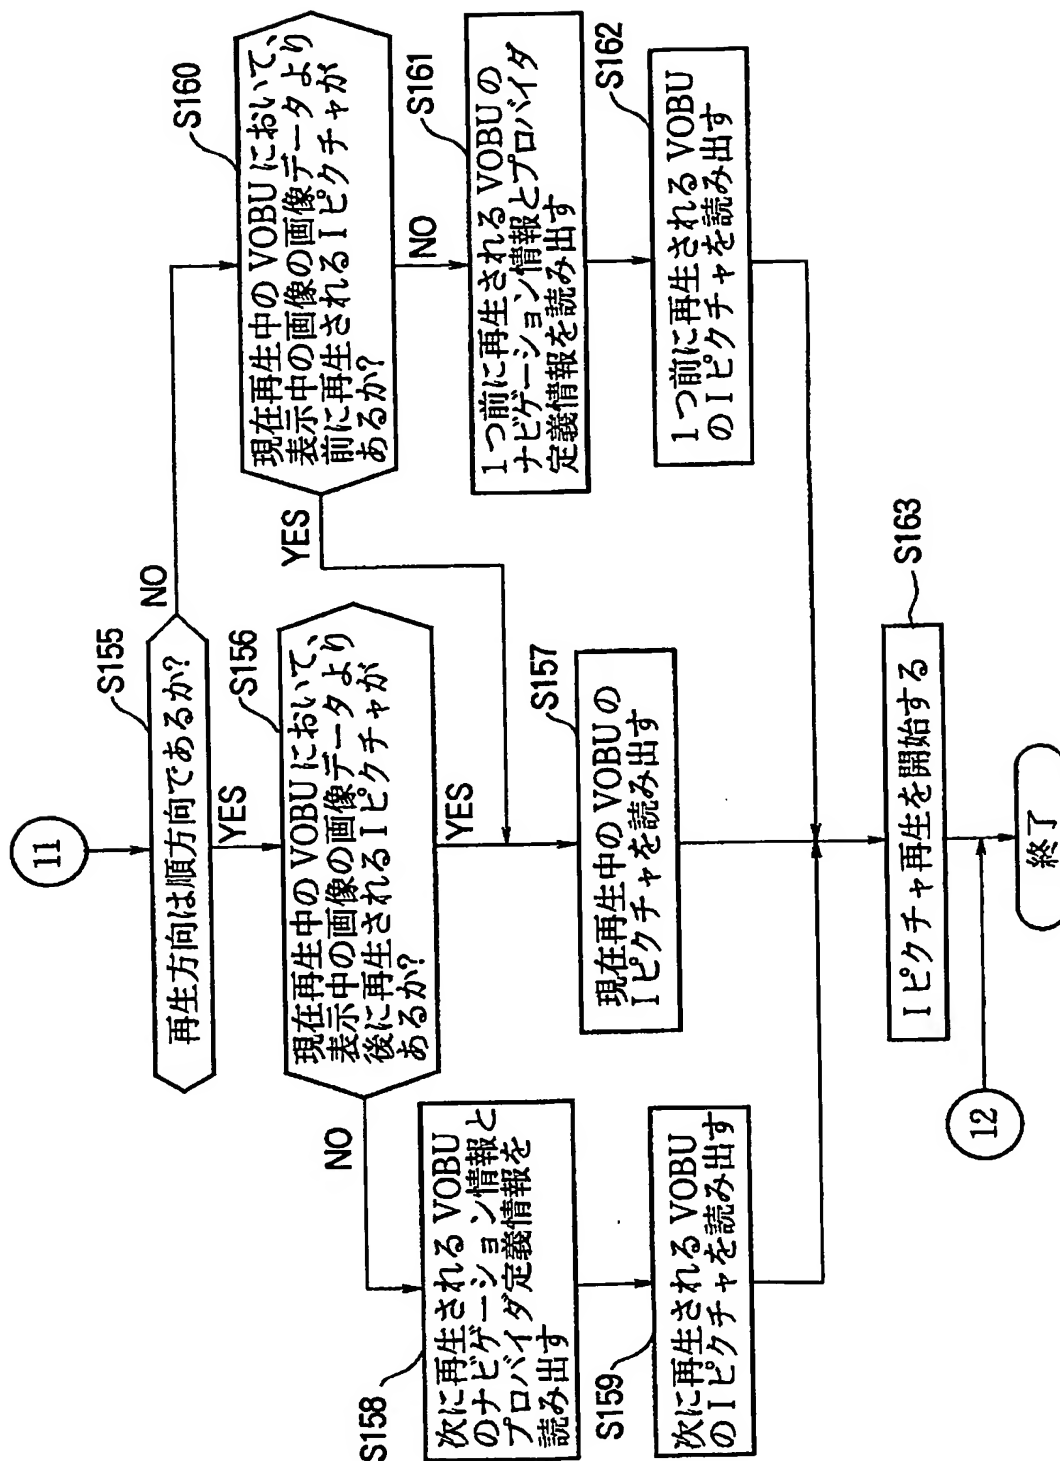 11
S155
再生方向は順方向であるか?
NO
YES
S156
現在再生中の VOBU において、
表示中の画像の画像データより
後に再生される I ピクチャが
あるか?
NO
YES
S160
現在再生中の VOBU において、
表示中の画像の画像データより
前に再生される I ピクチャが
あるか?
YES
NO
S158
次に再生される VOBU
のナビゲーション情報と
プロバイダ定義情報を
読み出す
S157
現在再生中の VOBU の
I ピクチャを読み出す
S161
1つ前に再生される VOBU の
ナビゲーション情報とプロバイダ
定義情報を読み出す
S159
次に再生される VOBU
の I ピクチャを読み出す
S162
1つ前に再生される VOBU
の I ピクチャを読み出す
S163
I ピクチャ再生を開始する
12
終了